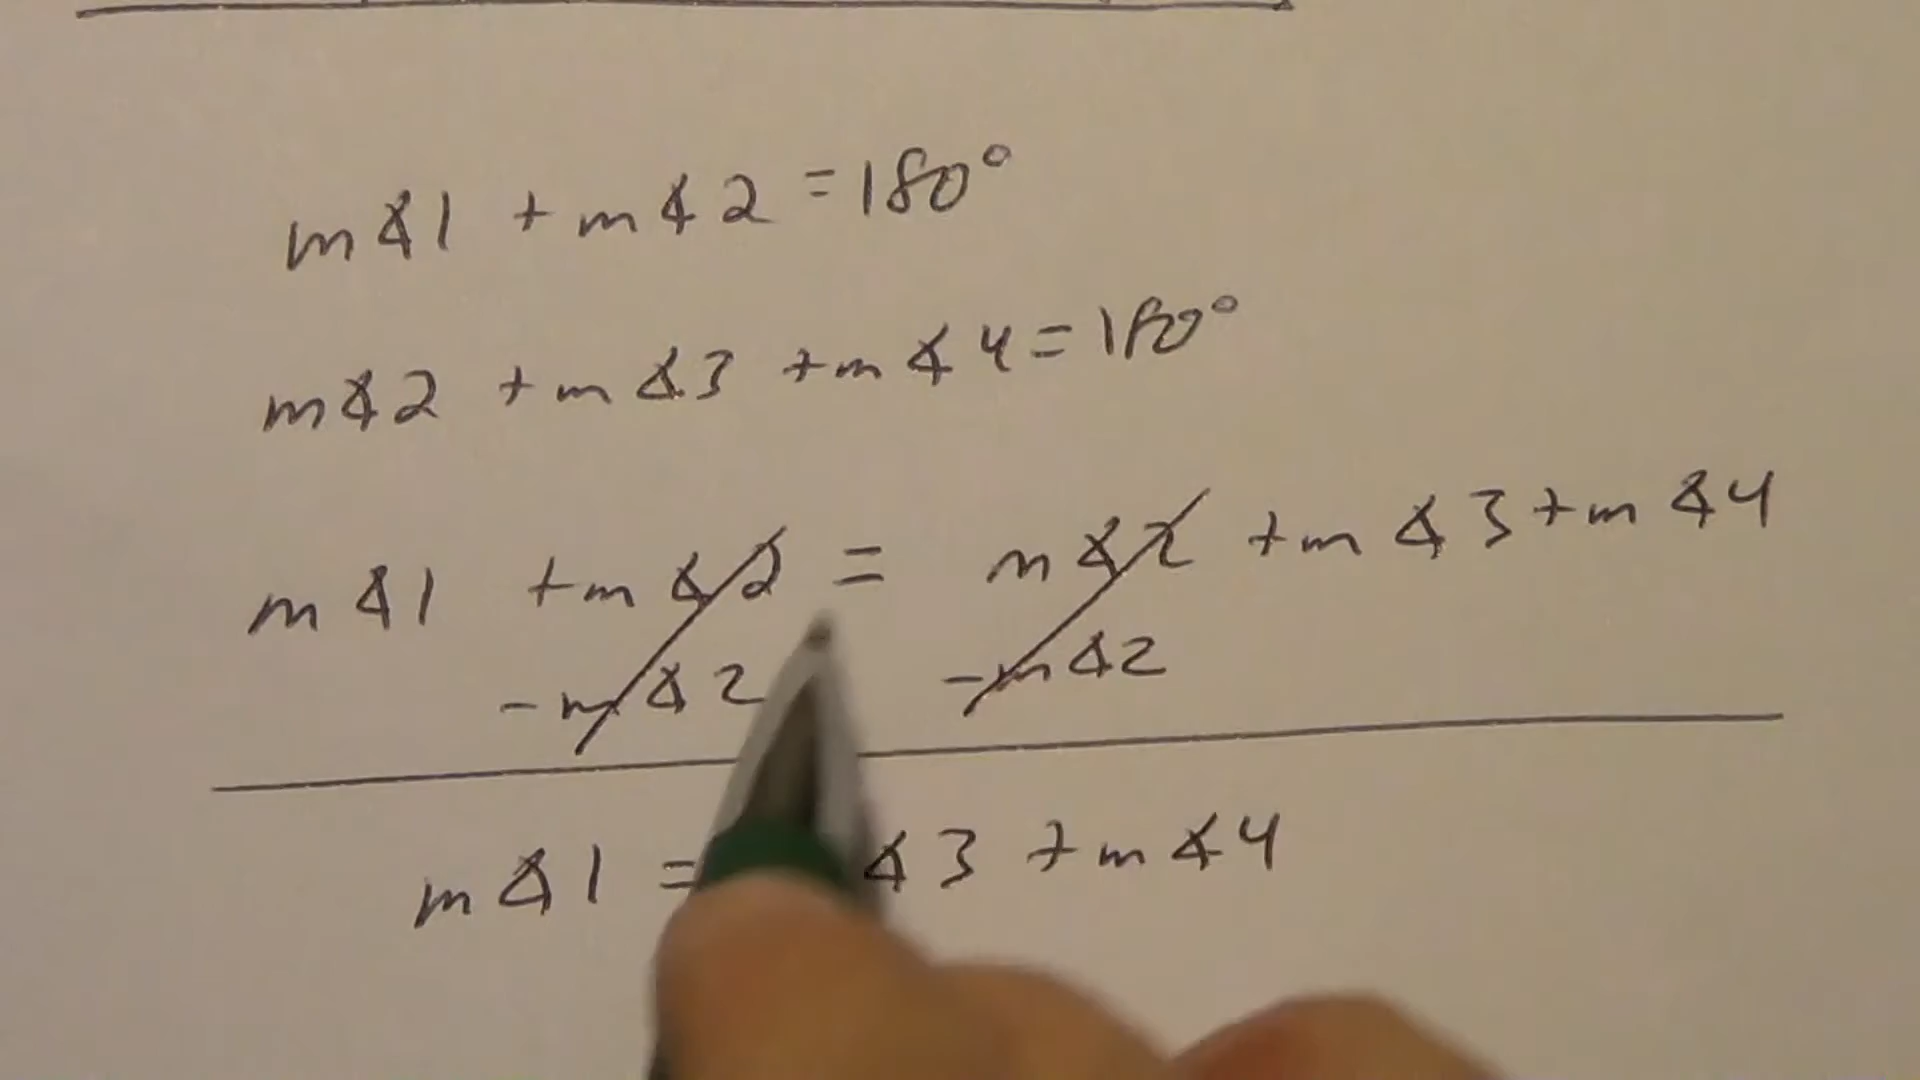 m∡1 + m∡2 = 180°
m∡2 + m∡3 + m∡4 = 180°
m∡1 + m∡2 = m∡2 + m∡3 + m∡4
- m∡2 - m∡2
m∡1 = ∡3 + m∡4